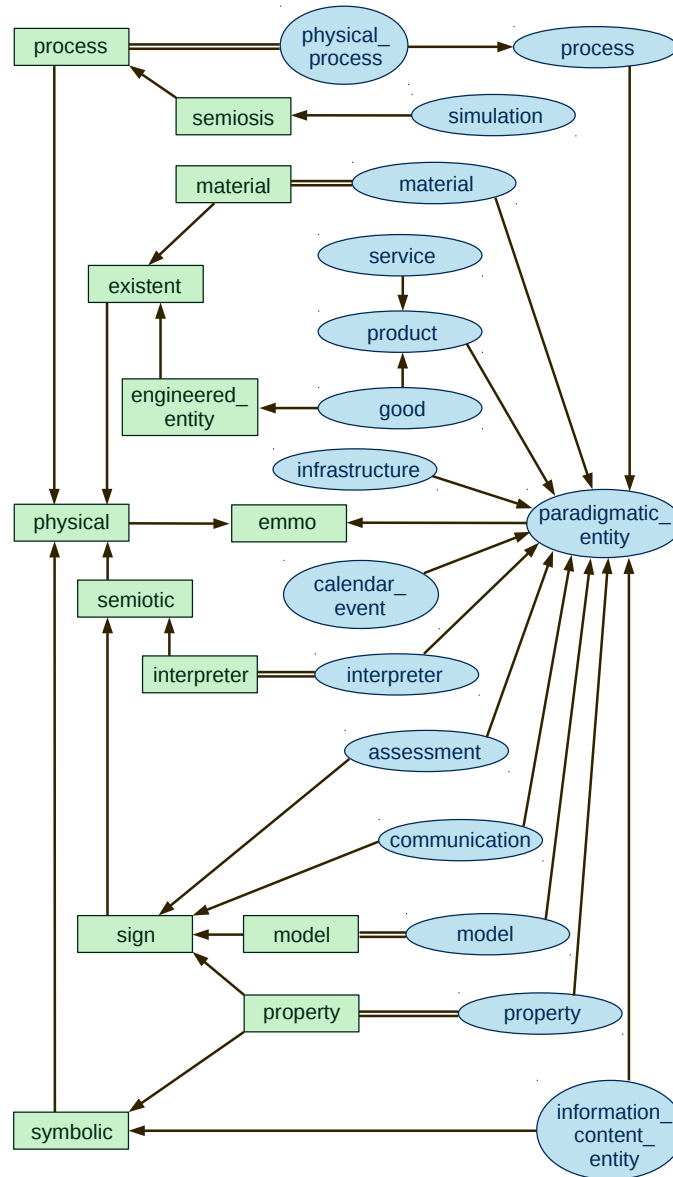 process
physical_
process
process
semiosis
simulation
material
material
service
existent
product
engineered_
entity
good
infrastructure
physical
emmo
paradigmatic_
entity
semiotic
calendar_
event
interpreter
interpreter
assessment
communication
sign
model
model
property
property
symbolic
information_
content_
entity